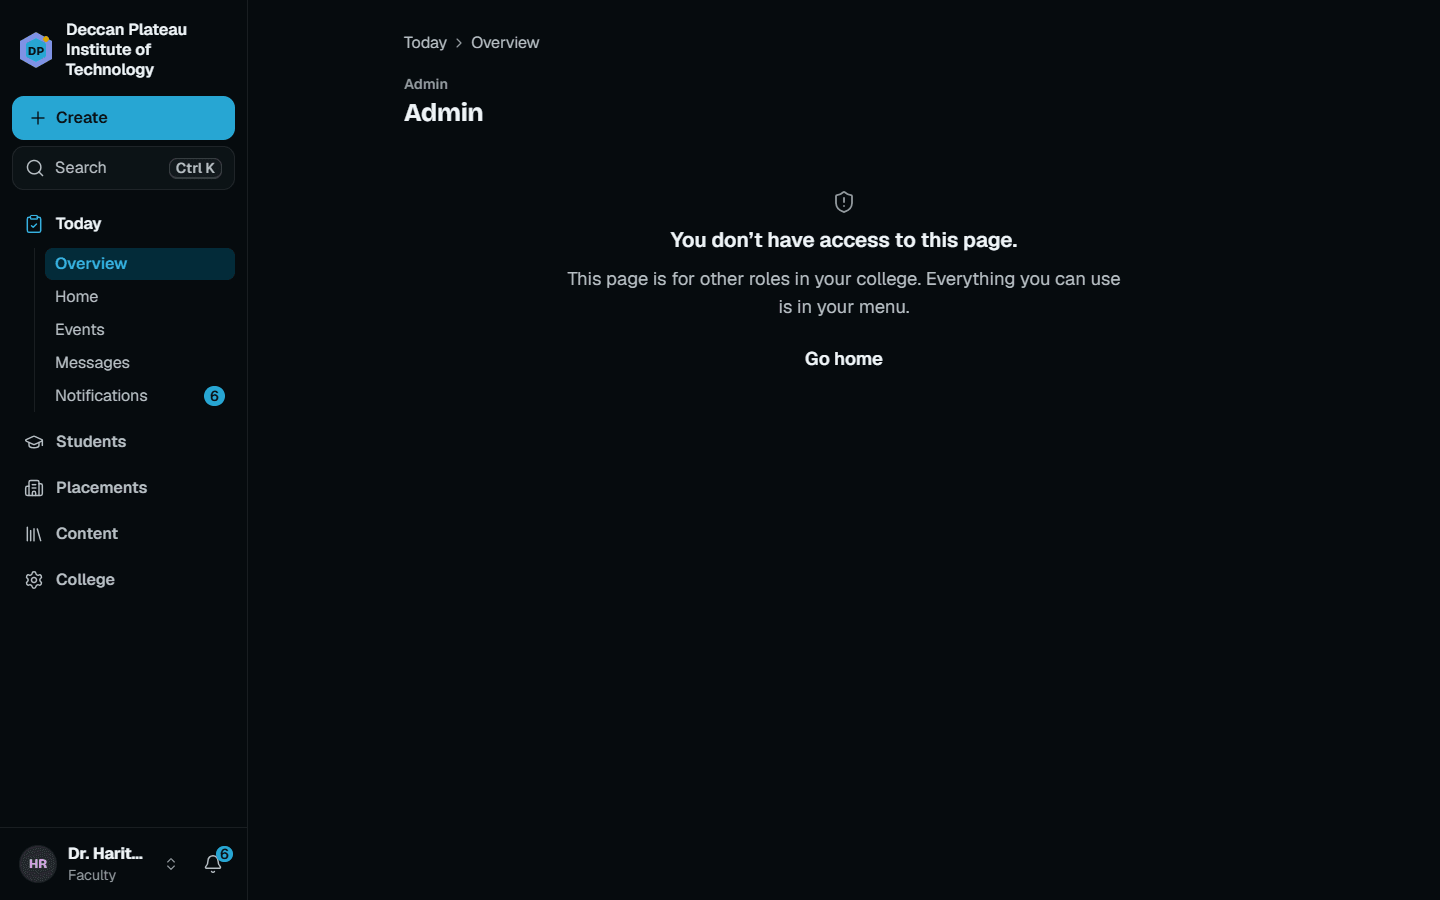 DP
Deccan Plateau
Institute of
Technology
Create
Search
Ctrl K
Today
Overview
Home
Events
Messages
Notifications
6
Students
Placements
Content
College
HR
Dr. Harit...
Faculty
6
Today
Overview
Admin
Admin
You don’t have access to this page.
This page is for other roles in your college. Everything you can use
is in your menu.
Go home